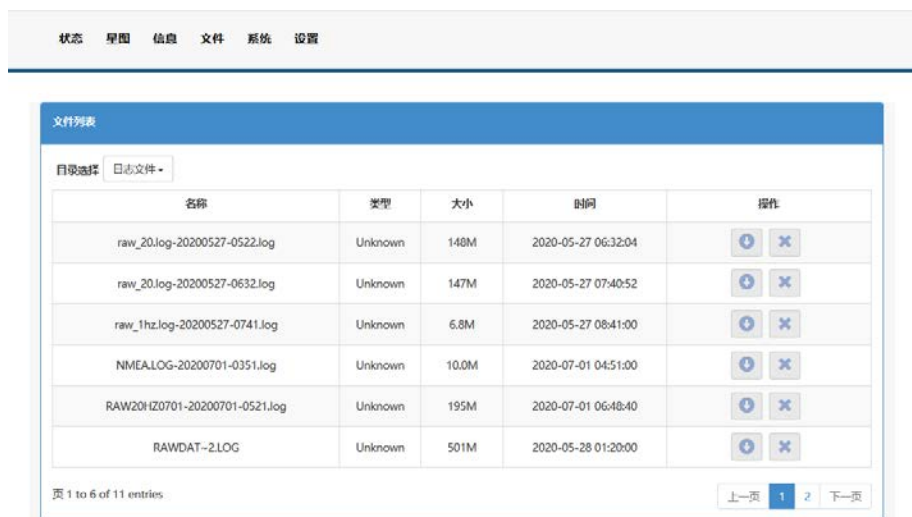 状态 星图 信息 文件 系统 设置
文件列表
目录选择 日志文件
名称 类型 大小 时间 操作
raw_20.log-20200527-0522.log Unknown 148M 2020-05-27 06:32:04
raw_20.log-20200527-0632.log Unknown 147M 2020-05-27 07:40:52
raw_1hz.log-20200527-0741.log Unknown 6.8M 2020-05-27 08:41:00
NMEA.LOG-20200701-0351.log Unknown 10.0M 2020-07-01 04:51:00
RAW20HZ0701-20200701-0521.log Unknown 195M 2020-07-01 06:48:40
RAWDAT~2.LOG Unknown 501M 2020-05-28 01:20:00
页 1 to 6 of 11 entries 上一页 1 2 下一页